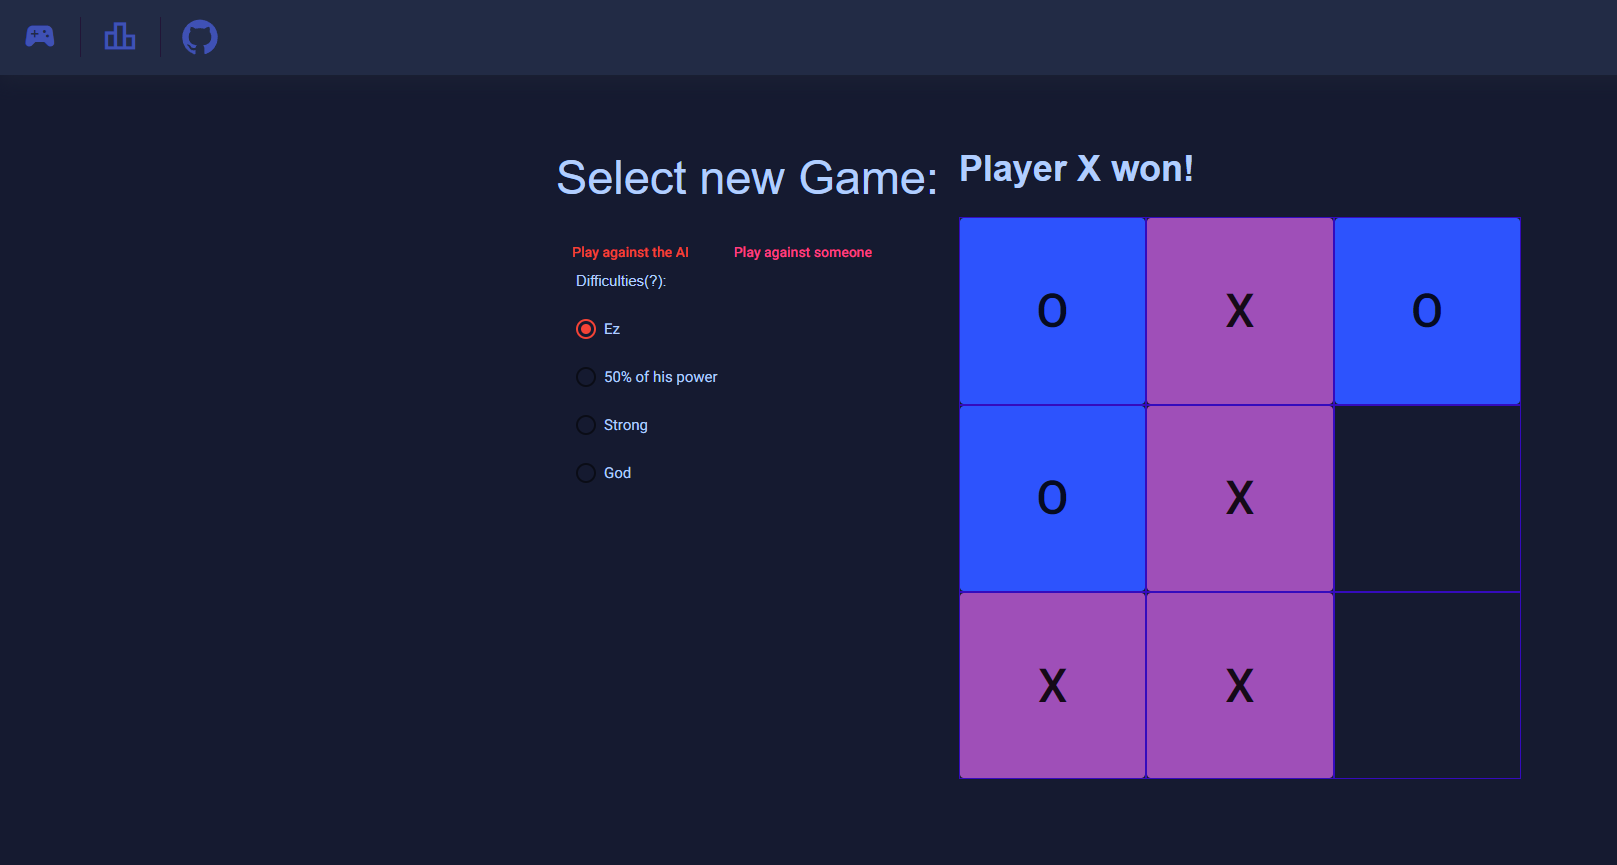 Select new Game:
Play against the AI
Play against someone
Difficulties(?):
Ez
50% of his power
Strong
God
Player X won!
O X O
O X
X X